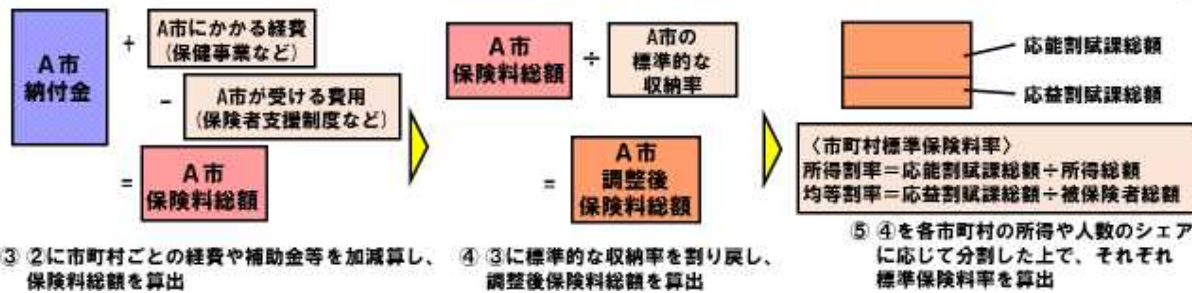 A市
納付金
+
A市にかかる経費
(保健事業など)
-
A市が受ける費用
(保険者支援制度など)
=
A市
保険料総額
③ ②に市町村ごとの経費や補助金等を加減算し、
保険料総額を算出
A市
保険料総額
÷
A市の
標準的な
収納率
=
A市
調整後
保険料総額
④ ③に標準的な収納率を割り戻し、
調整後保険料総額を算出
応能割賦課総額
応益割賦課総額
〈市町村標準保険料率〉
所得割率=応能割賦課総額÷所得総額
均等割率=応益割賦課総額÷被保険者総額
⑤ ④を各市町村の所得や人数のシェア
に応じて分割した上で、それぞれ
標準保険料率を算出